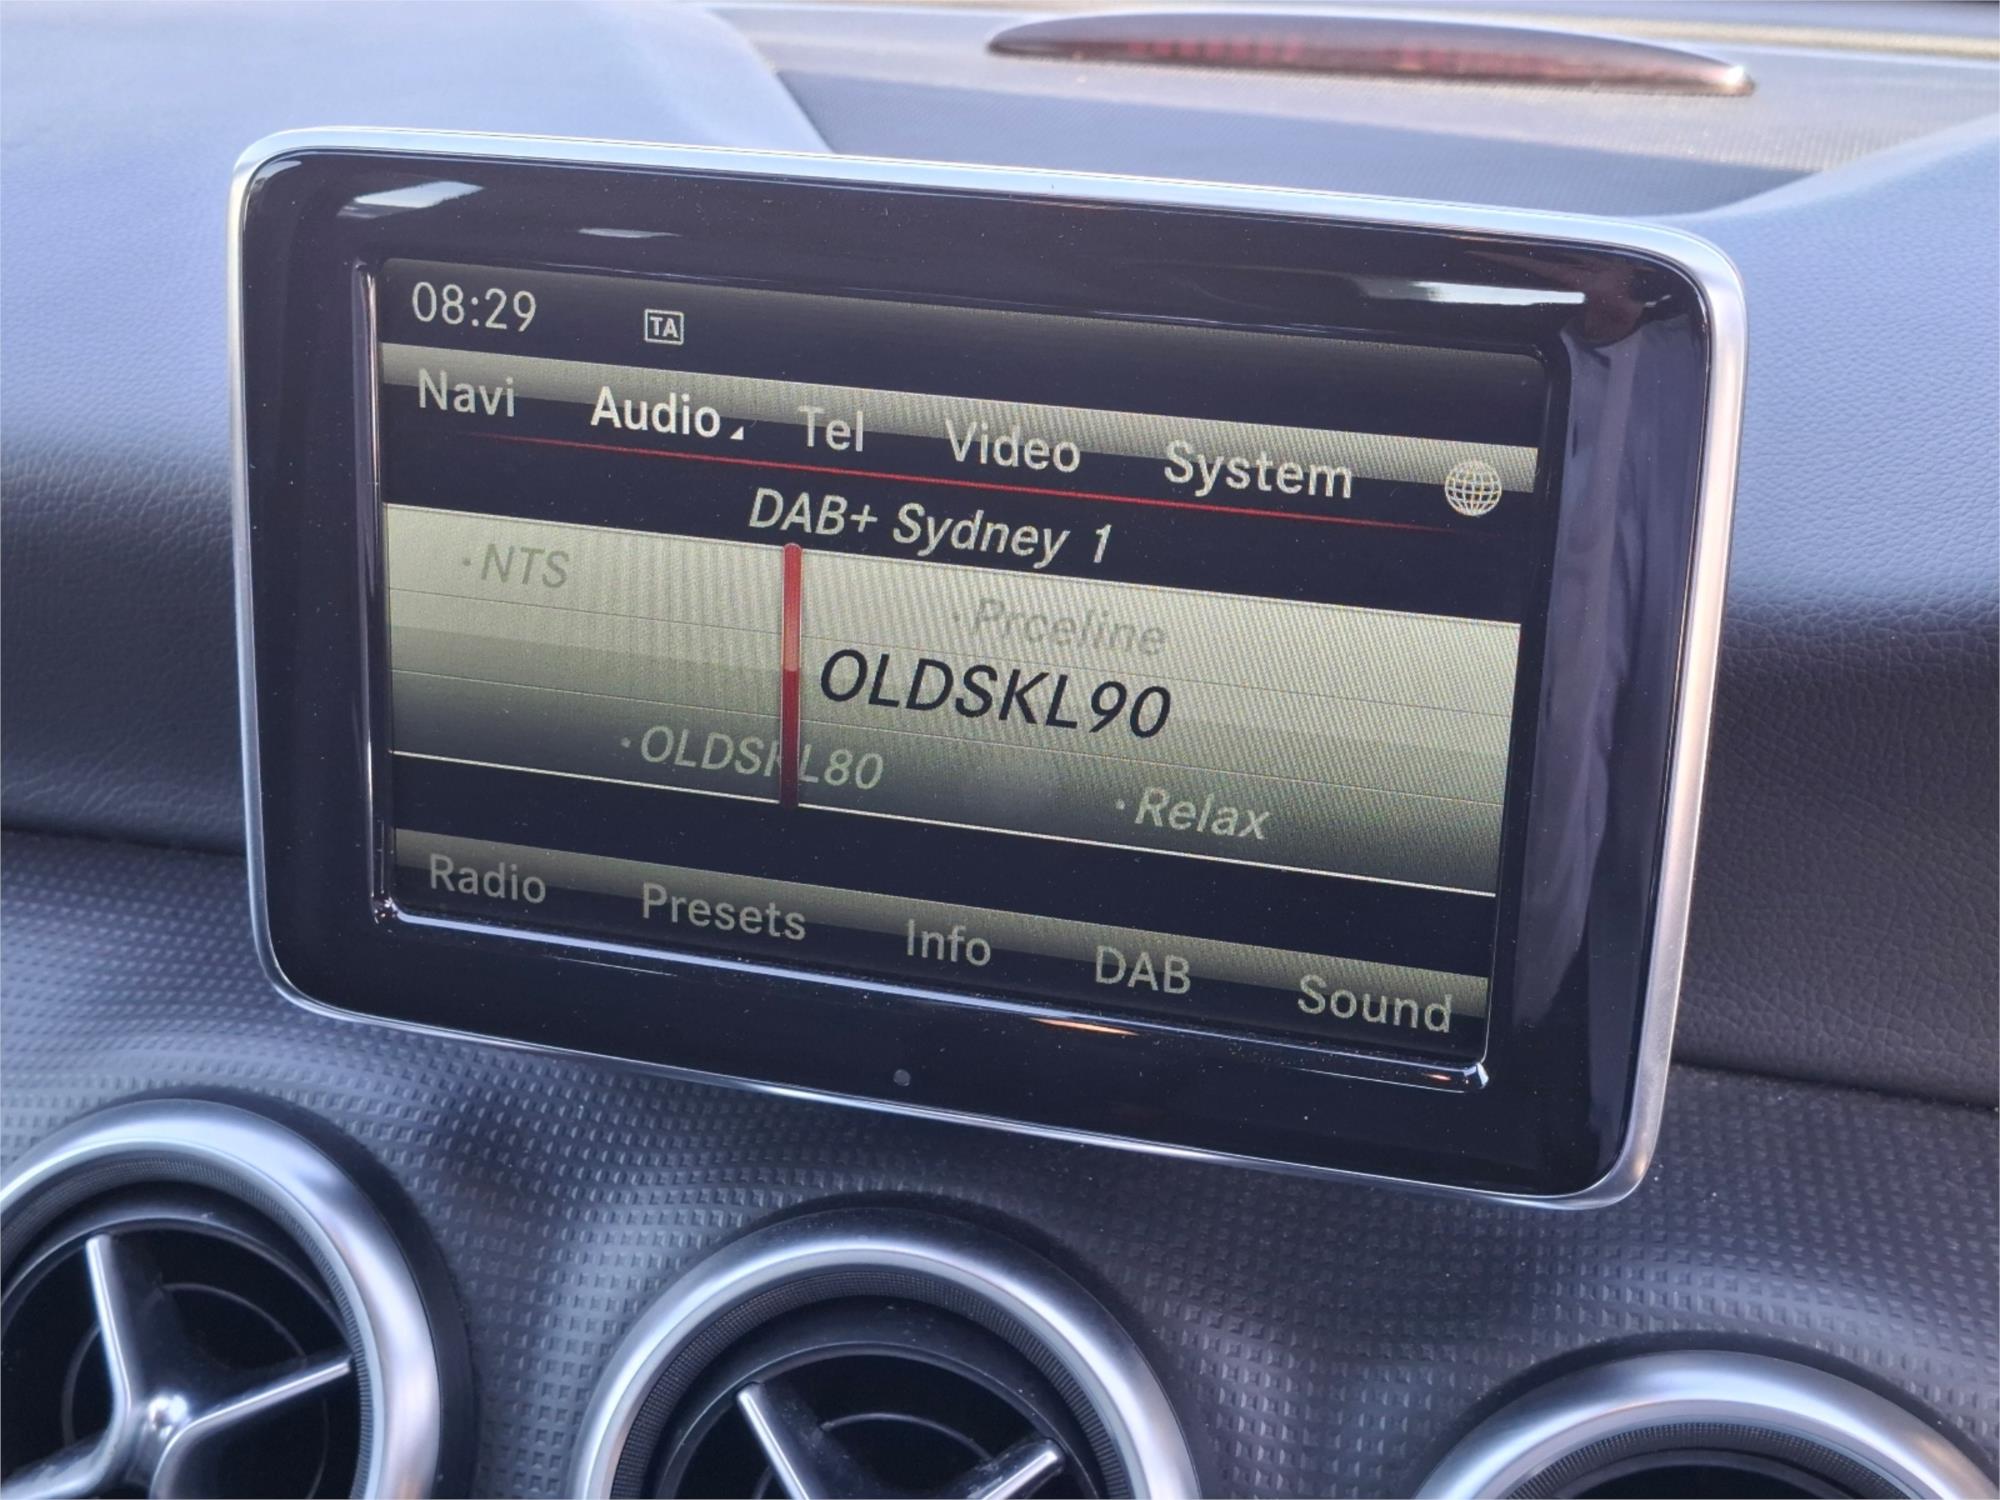 08:29 TA
Navi Audio Tel Video System
DAB+ Sydney 1
·NTS
·Prceline
OLDSKL90
·OLDSKL80
·Relax
Radio Presets Info DAB Sound